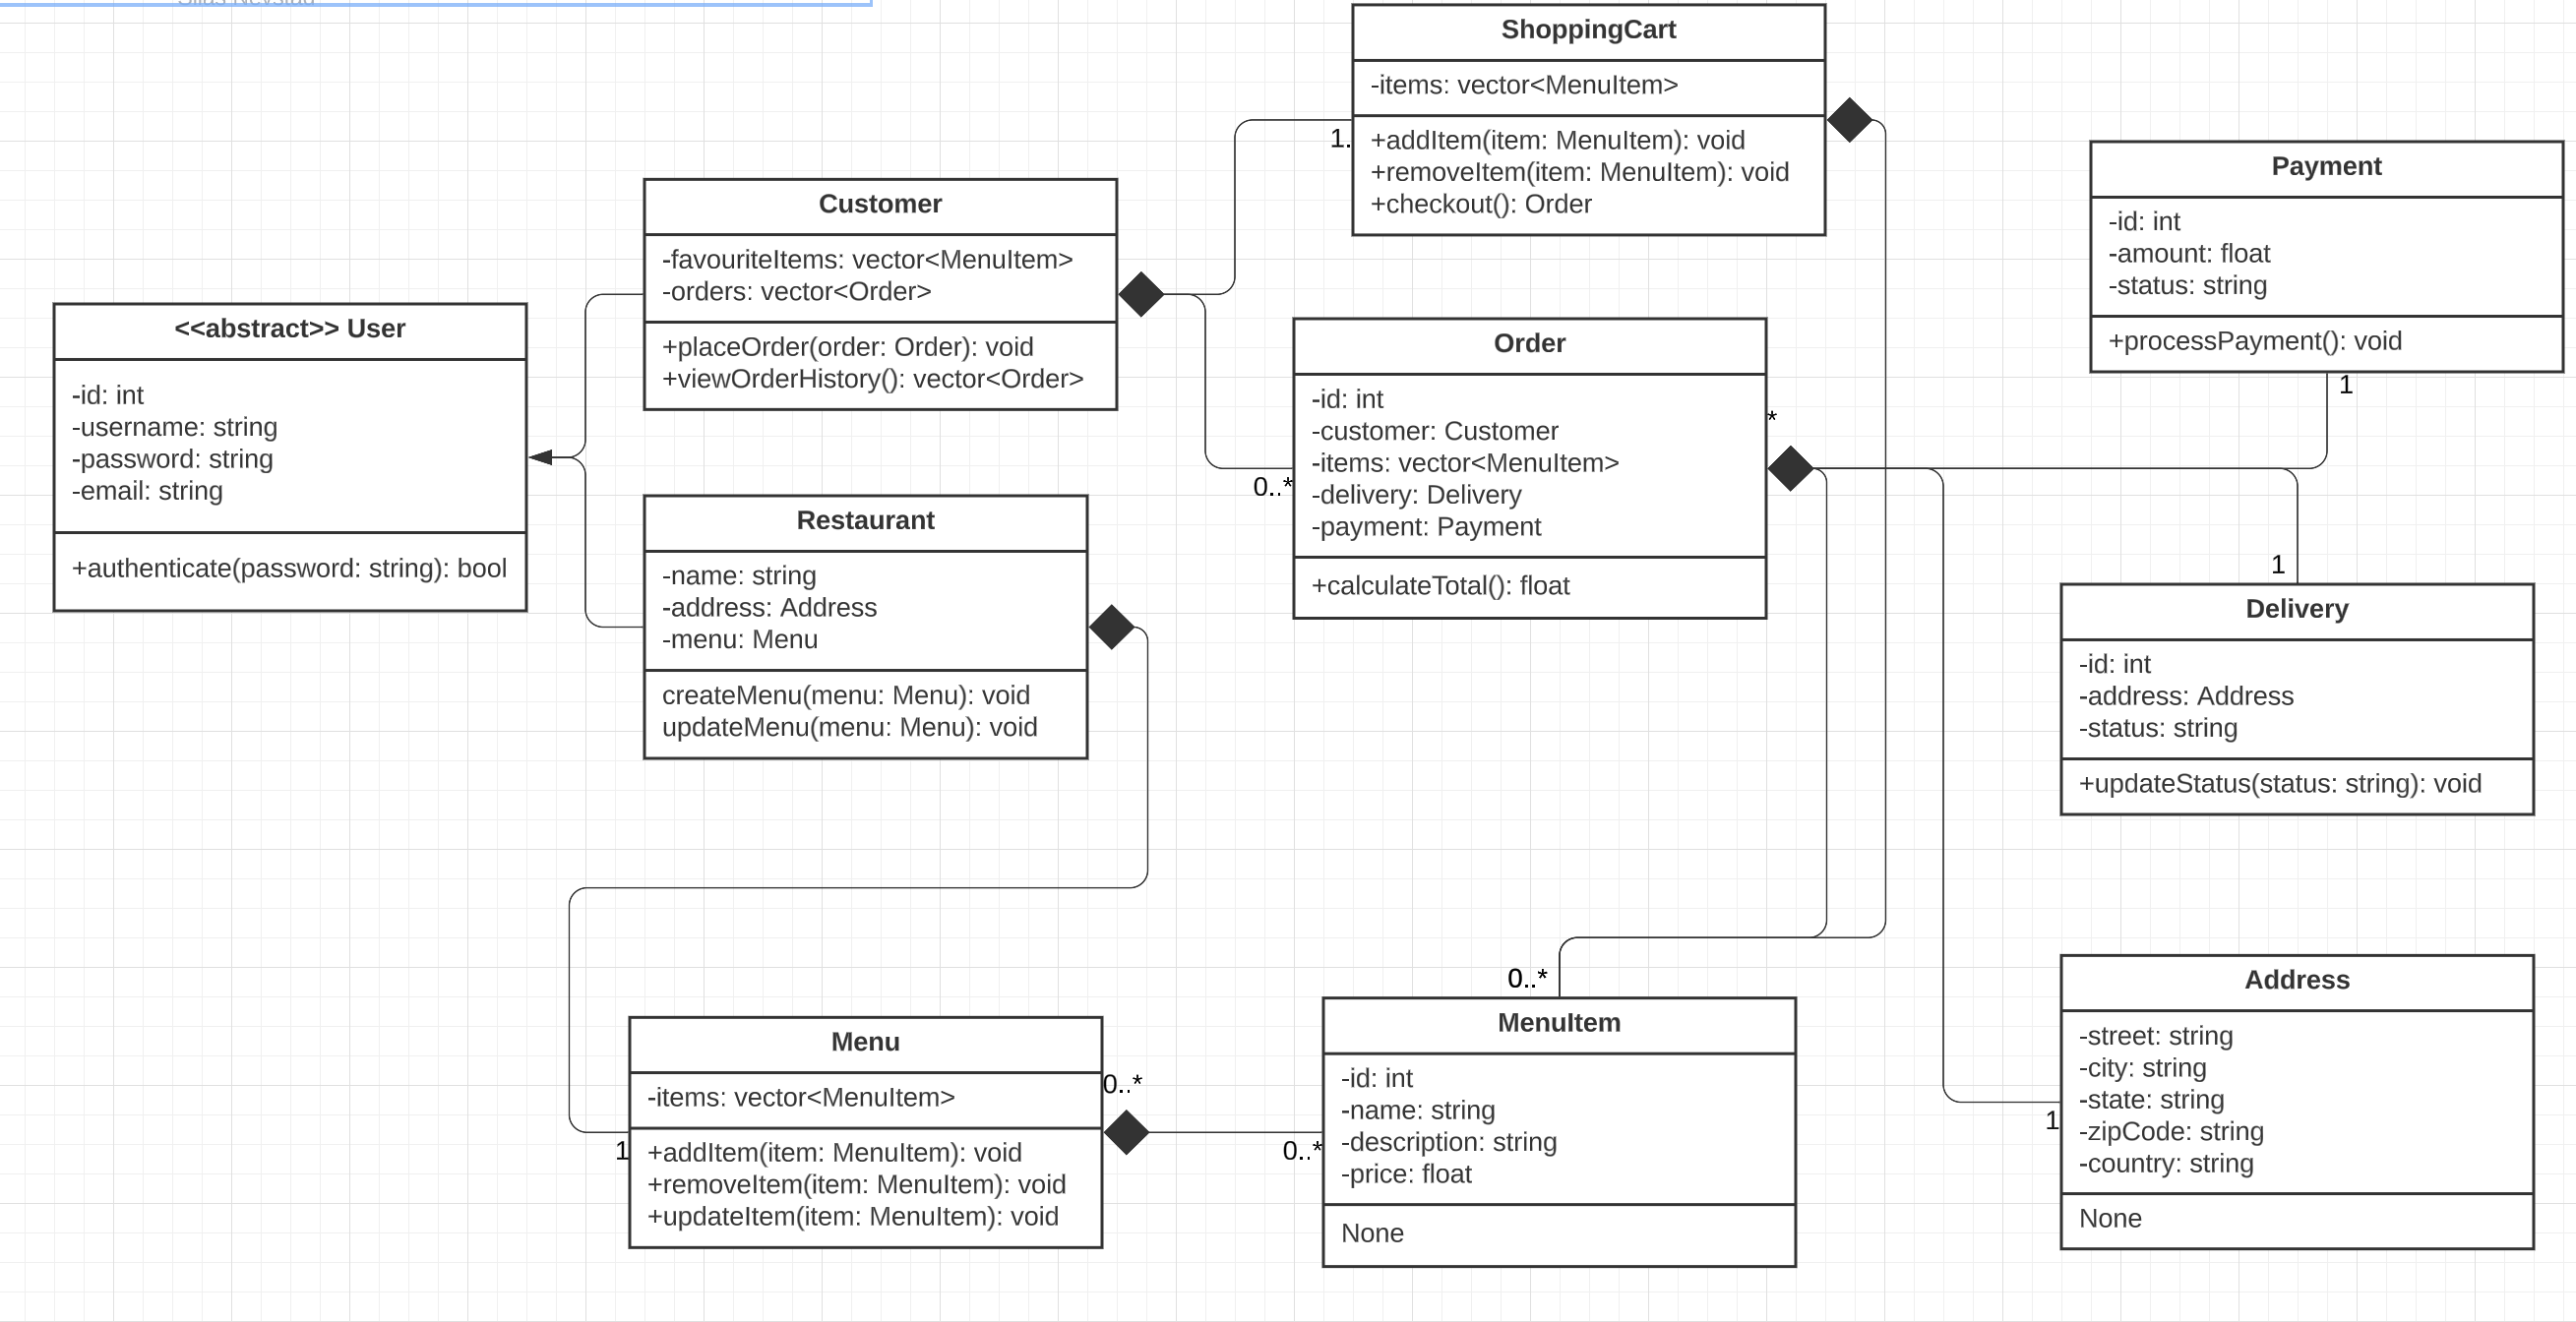 ShoppingCart
-items: vector<MenuItem>
+addItem(item: MenuItem): void
+removeItem(item: MenuItem): void
+checkout(): Order
1.
Payment
-id: int
-amount: float
-status: string
+processPayment(): void
1
Customer
-favouriteItems: vector<MenuItem>
-orders: vector<Order>
+placeOrder(order: Order): void
+viewOrderHistory(): vector<Order>
<<abstract>> User
-id: int
-username: string
-password: string
-email: string
+authenticate(password: string): bool
Order
-id: int
-customer: Customer
-items: vector<MenuItem>
-delivery: Delivery
-payment: Payment
+calculateTotal(): float
*
0..*
Restaurant
-name: string
-address: Address
-menu: Menu
createMenu(menu: Menu): void
updateMenu(menu: Menu): void
1
Delivery
-id: int
-address: Address
-status: string
+updateStatus(status: string): void
Menu
-items: vector<MenuItem>
+addItem(item: MenuItem): void
+removeItem(item: MenuItem): void
+updateItem(item: MenuItem): void
1
0..*
0..*
0..*
MenuItem
-id: int
-name: string
-description: string
-price: float
None
Address
-street: string
-city: string
-state: string
-zipCode: string
-country: string
None
1